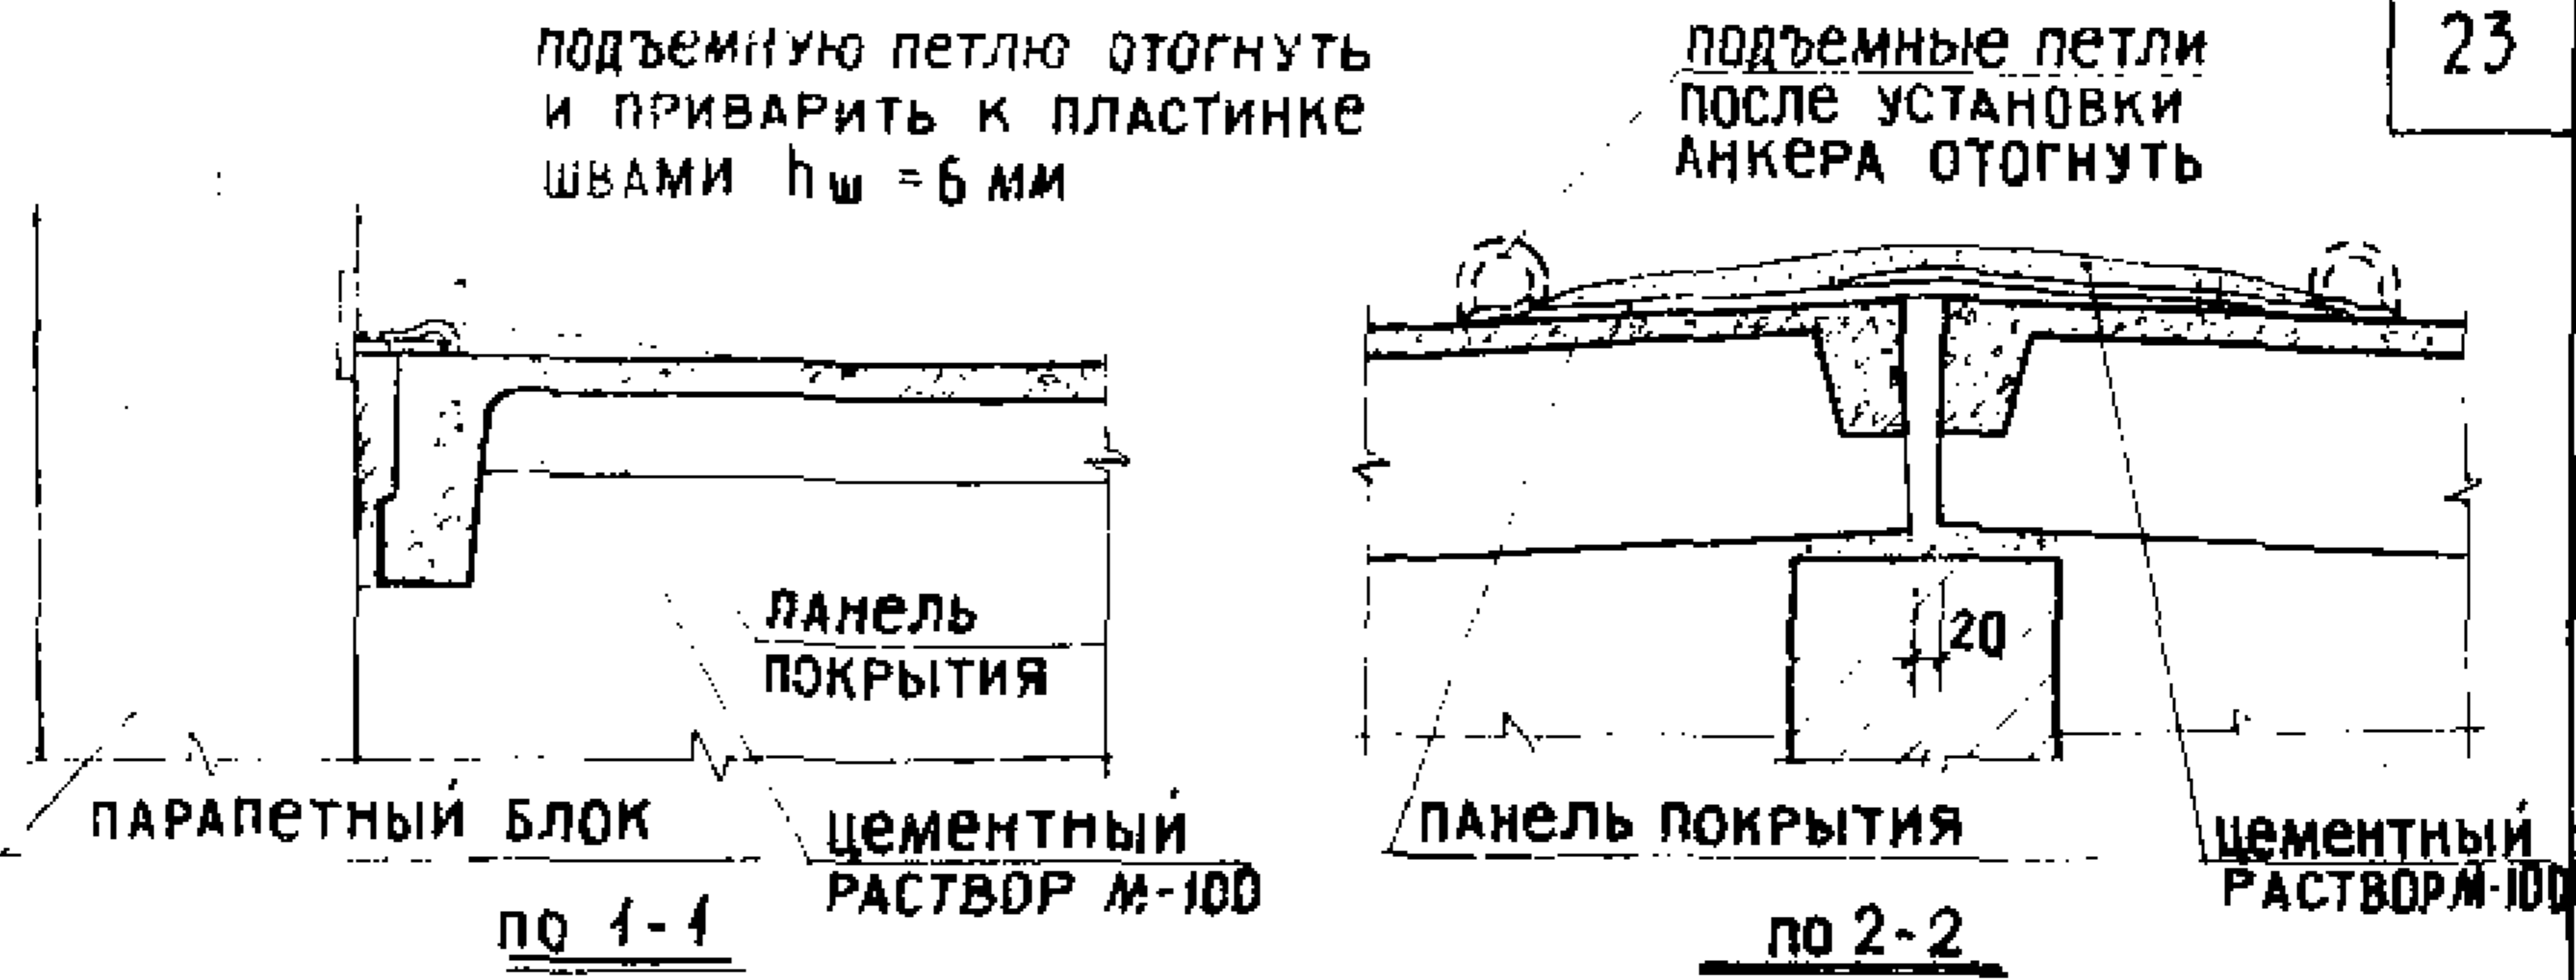 подъемную петлю отогнуть
и приварить к пластинке
швами hш = 6 мм
подъемные петли
после установки
анкера отогнуть
23
панель
покрытия
20
парапетный блок
цементный
раствор М-100
панель покрытия
цементный
раствор М-100
по 1-1
по 2-2